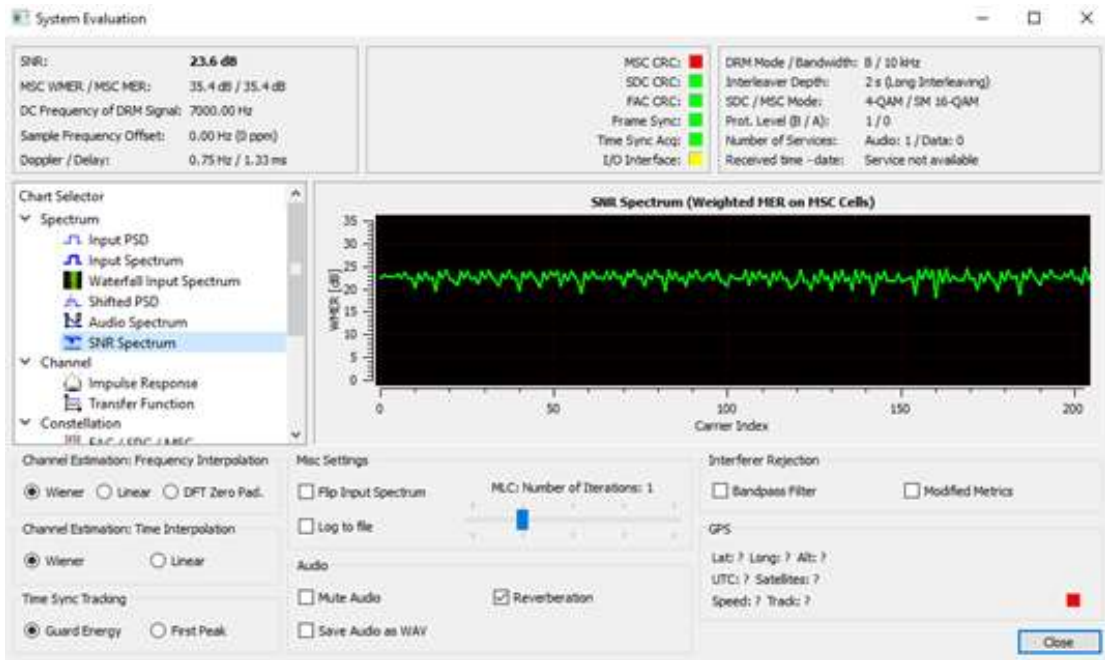 System Evaluation
SNR: 23.6 dB
MSC WMER / MSC MER: 35.4 dB / 35.4 dB
DC Frequency of DRM Signal: 7000.00 Hz
Sample Frequency Offset: 0.00 Hz (0 ppm)
Doppler / Delay: 0.75 Hz / 1.33 ms
MSC CRC:
SDC CRC:
FAC CRC:
Frame Sync:
Time Sync Acq:
I/O Interface:
DRM Mode / Bandwidth: B / 10 kHz
Interleaver Depth: 2 s (Long Interleaving)
SDC / MSC Mode: 4-QAM / SM 16-QAM
Prot. Level (B / A): 1 / 0
Number of Services: Audio: 1 / Data: 0
Received time - date: Service not available
Chart Selector
Spectrum
Input PSD
Input Spectrum
Waterfall Input Spectrum
Shifted PSD
Audio Spectrum
SNR Spectrum
Channel
Impulse Response
Transfer Function
Constellation
FAC / SDC / MSC
SNR Spectrum (Weighted MER on MSC Cells)
WMER [dB]
35
30
25
20
15
10
5
0
0 50 100 150 200
Carrier Index
Channel Estimation: Frequency Interpolation
Wiener Linear DFT Zero Pad.
Channel Estimation: Time Interpolation
Wiener Linear
Time Sync Tracking
Guard Energy First Peak
Misc Settings
Flip Input Spectrum MLC: Number of Iterations: 1
Log to file
Audio
Mute Audio Reverberation
Save Audio as WAV
Interferer Rejection
Bandpass Filter Modified Metrics
GPS
Lat: ? Long: ? Alt: ?
UTC: ? Satellites: ?
Speed: ? Track: ?
Close